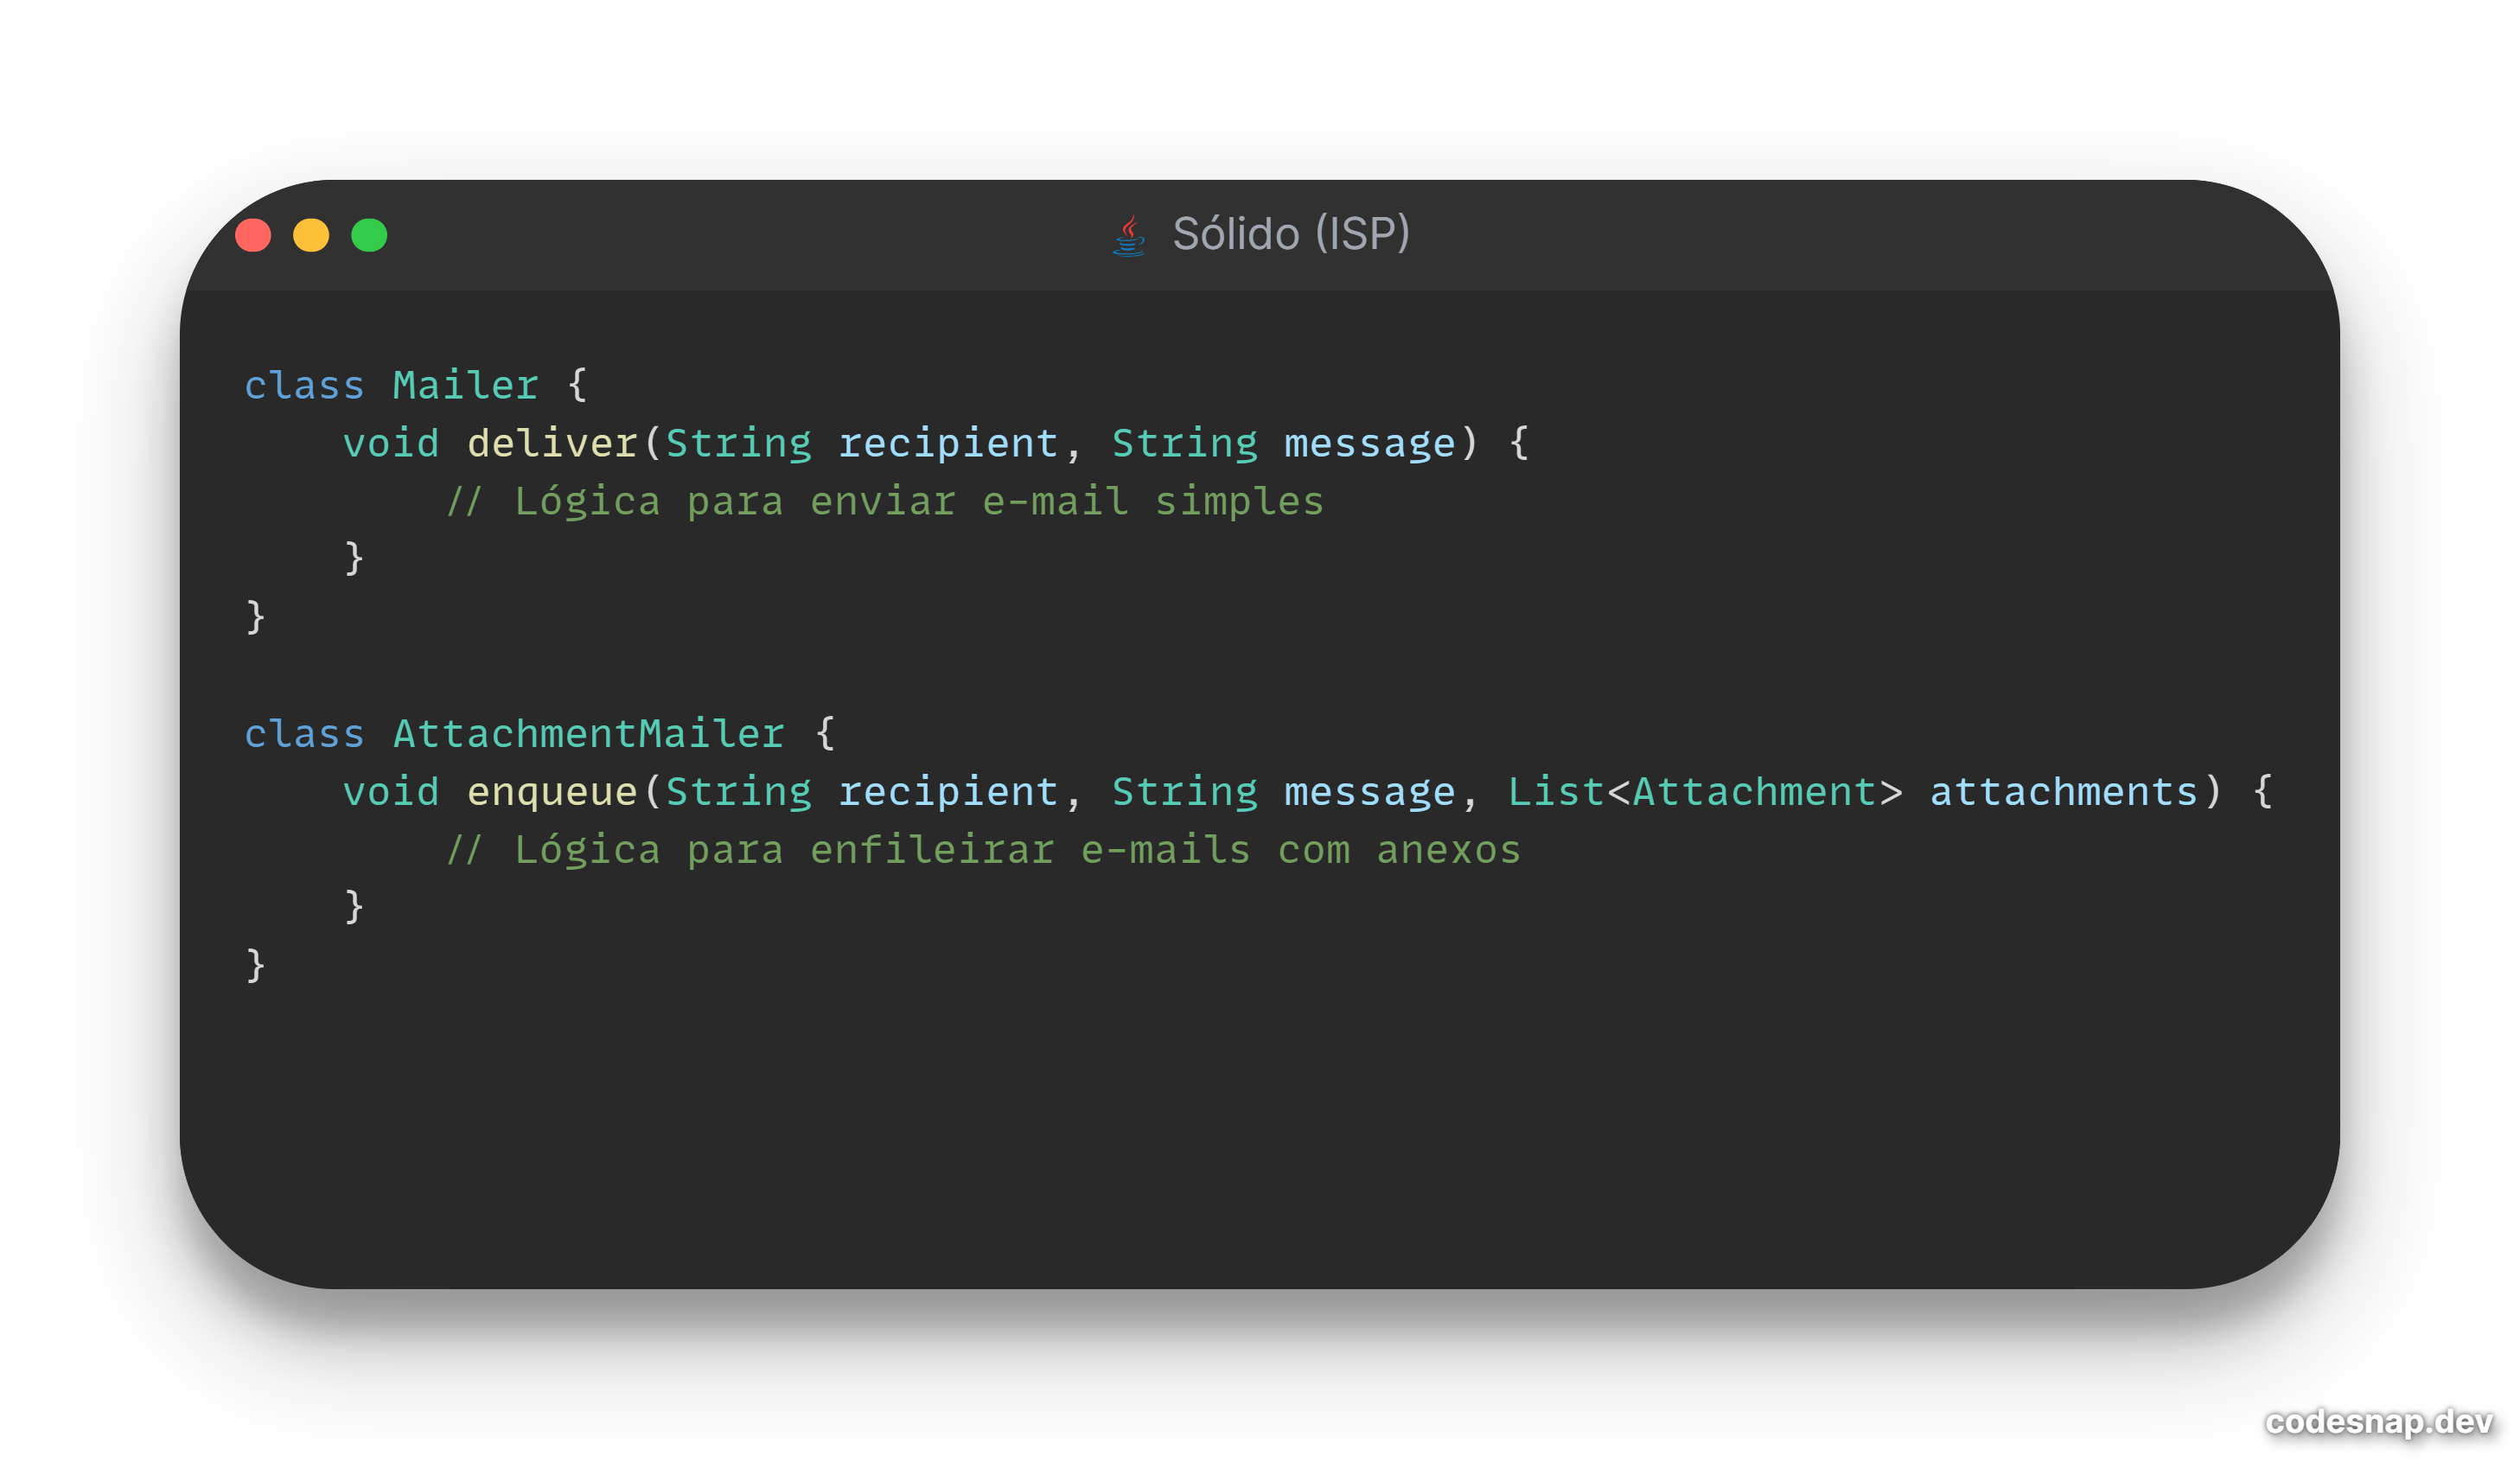 Sólido (ISP)
class Mailer {
    void deliver(String recipient, String message) {
        // Lógica para enviar e-mail simples
    }
}

class AttachmentMailer {
    void enqueue(String recipient, String message, List<Attachment> attachments) {
        // Lógica para enfileirar e-mails com anexos
    }
}
codesnap.dev